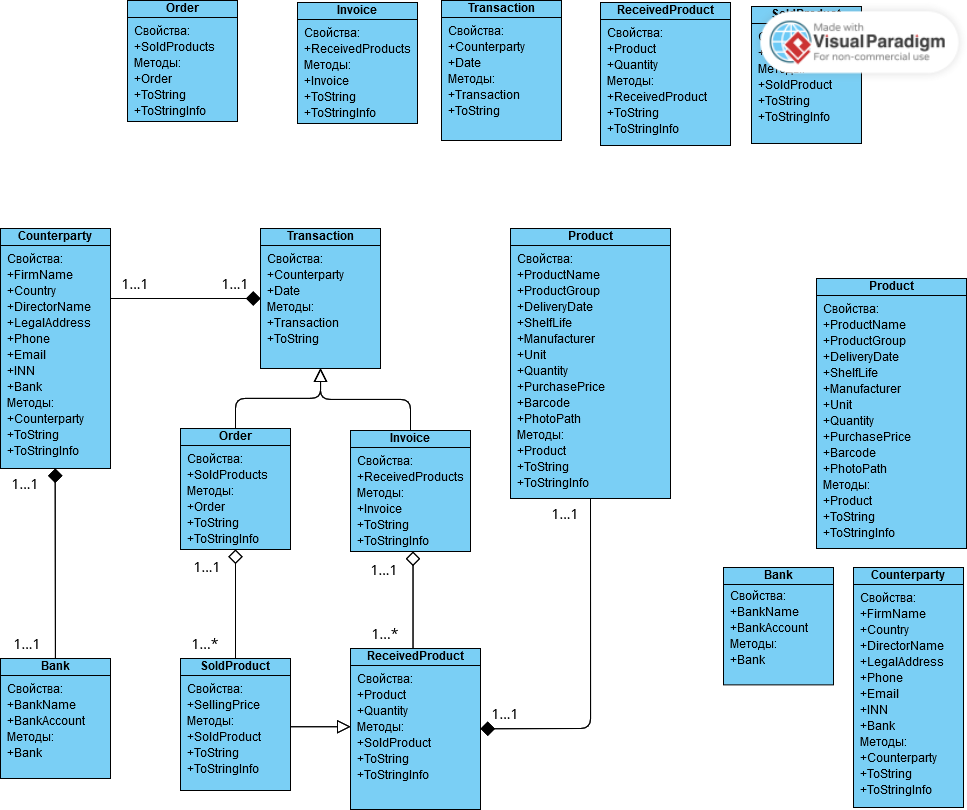 Order
Свойства:
+SoldProducts
Методы:
+Order
+ToString
+ToStringInfo
Invoice
Свойства:
+ReceivedProducts
Методы:
+Invoice
+ToString
+ToStringInfo
Transaction
Свойства:
+Counterparty
+Date
Методы:
+Transaction
+ToString
ReceivedProduct
Свойства:
+Product
+Quantity
Методы:
+ReceivedProduct
+ToString
+ToStringInfo
+SoldProduct
+ToString
+ToStringInfo
Made with
VisualParadigm
For non-commercial use
Counterparty
Свойства:
+FirmName
+Country
+DirectorName
+LegalAddress
+Phone
+Email
+INN
+Bank
Методы:
+Counterparty
+ToString
+ToStringInfo
1...1
1...1
Transaction
Свойства:
+Counterparty
+Date
Методы:
+Transaction
+ToString
Product
Свойства:
+ProductName
+ProductGroup
+DeliveryDate
+ShelfLife
+Manufacturer
+Unit
+Quantity
+PurchasePrice
+Barcode
+PhotoPath
Методы:
+Product
+ToString
+ToStringInfo
Product
Свойства:
+ProductName
+ProductGroup
+DeliveryDate
+ShelfLife
+Manufacturer
+Unit
+Quantity
+PurchasePrice
+Barcode
+PhotoPath
Методы:
+Product
+ToString
+ToStringInfo
Order
Свойства:
+SoldProducts
Методы:
+Order
+ToString
+ToStringInfo
Invoice
Свойства:
+ReceivedProducts
Методы:
+Invoice
+ToString
+ToStringInfo
1...1
1...1
1...1
1...1
1...1
1...*
1...*
Bank
Свойства:
+BankName
+BankAccount
Методы:
+Bank
SoldProduct
Свойства:
+SellingPrice
Методы:
+SoldProduct
+ToString
+ToStringInfo
ReceivedProduct
Свойства:
+Product
+Quantity
Методы:
+SoldProduct
+ToString
+ToStringInfo
1...1
Bank
Свойства:
+BankName
+BankAccount
Методы:
+Bank
Counterparty
Свойства:
+FirmName
+Country
+DirectorName
+LegalAddress
+Phone
+Email
+INN
+Bank
Методы:
+Counterparty
+ToString
+ToStringInfo